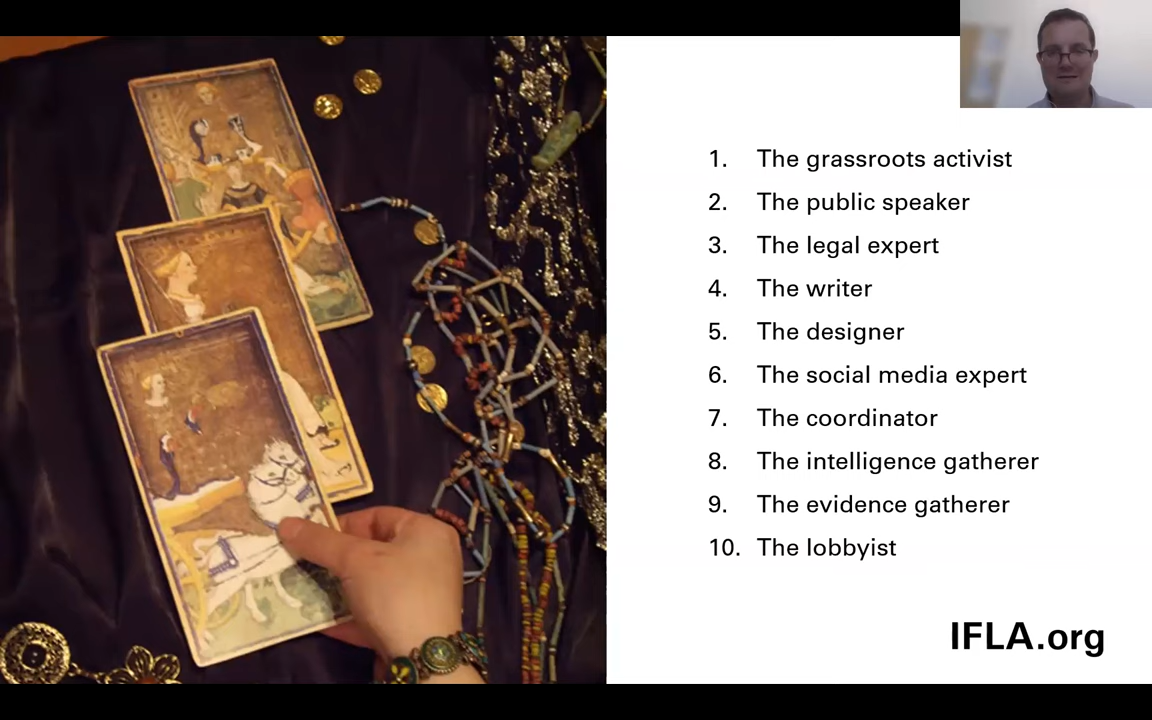 1. The grassroots activist
2. The public speaker
3. The legal expert
4. The writer
5. The designer
6. The social media expert
7. The coordinator
8. The intelligence gatherer
9. The evidence gatherer
10. The lobbyist
IFLA.org